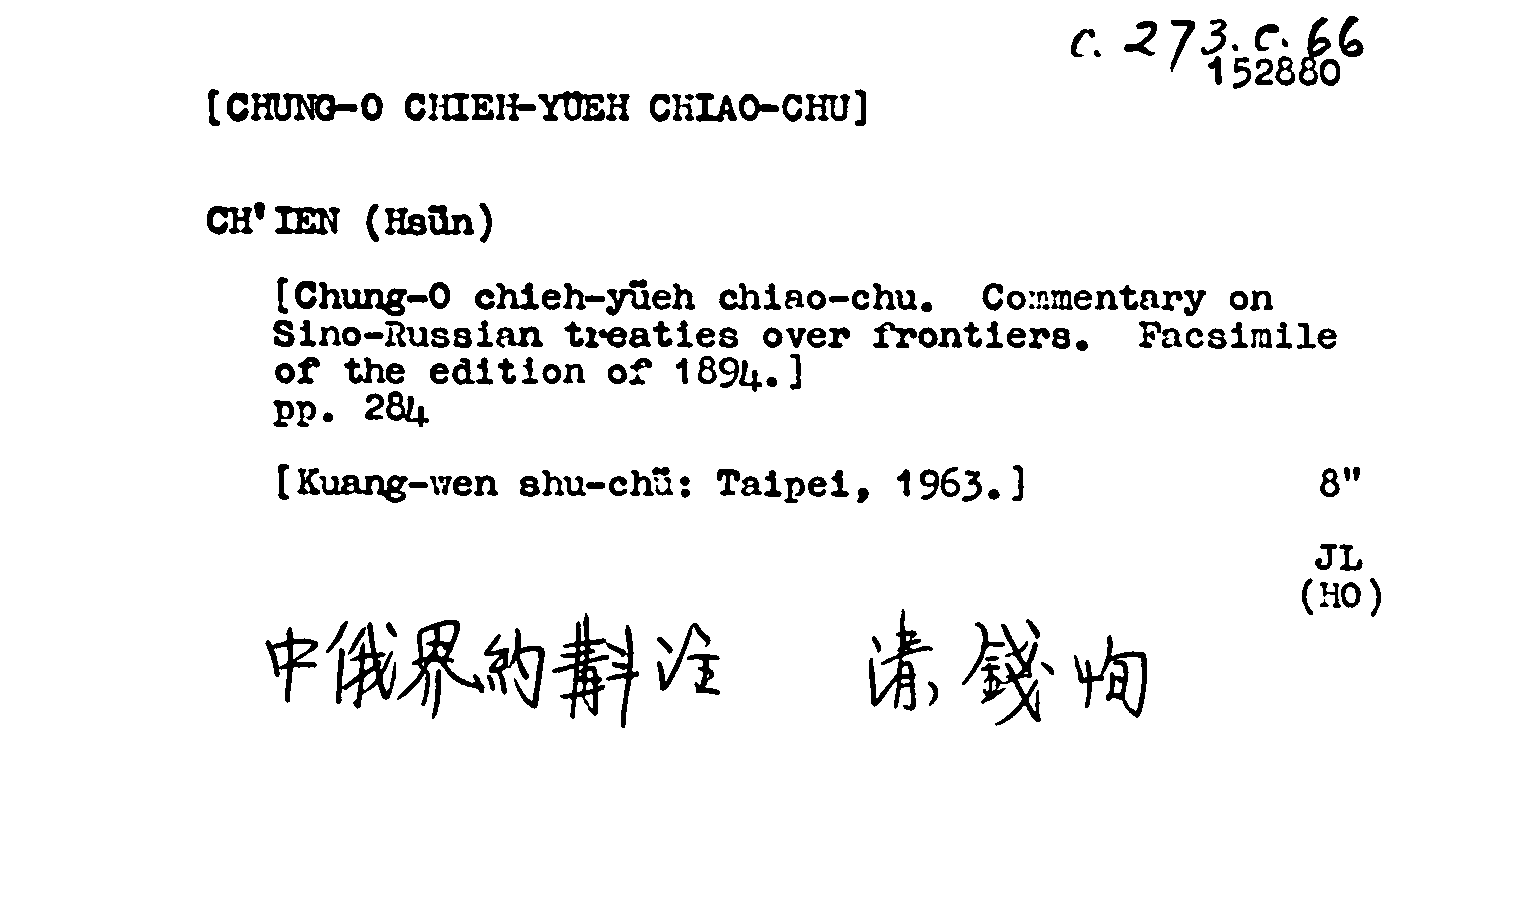 c. 273. c. 66
152880
[CHUNG-O CHIEH-YÜEH CHIAO-CHU]
CH'IEN (Hsün)
[Chung-O chieh-yüeh chiao-chu. Commentary on
Sino-Russian treaties over frontiers. Facsimile
of the edition of 1894.]
pp. 284
[Kuang-wen shu-chü: Taipei, 1963.] 8"
JL
(HO)
中俄界約斠注 清 錢恂